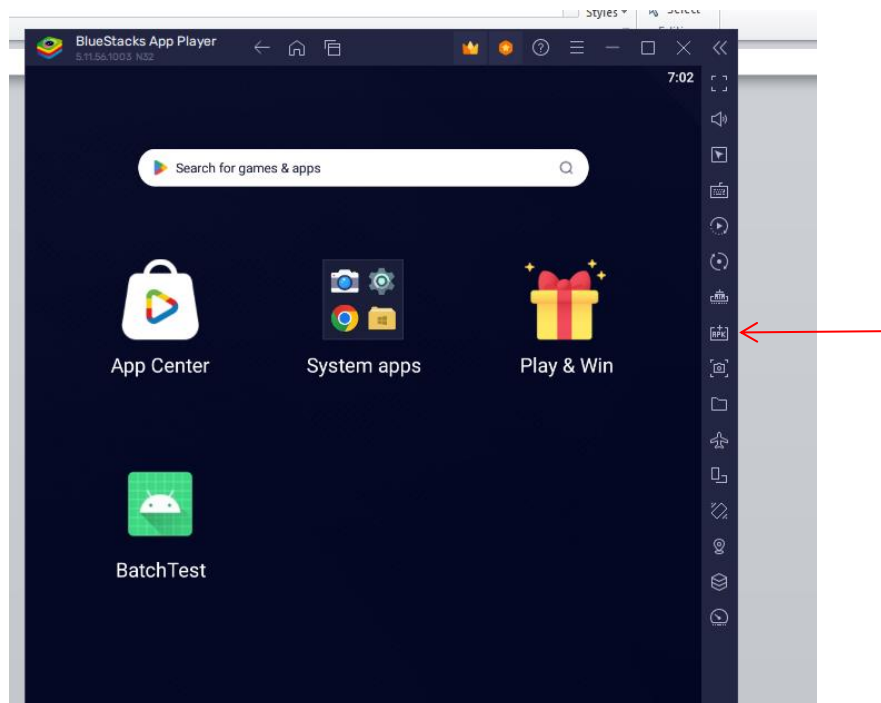 Styles
Select
BlueStacks App Player
5.11.56.1003 N32
7:02
Search for games & apps
App Center
System apps
Play & Win
BatchTest
APK